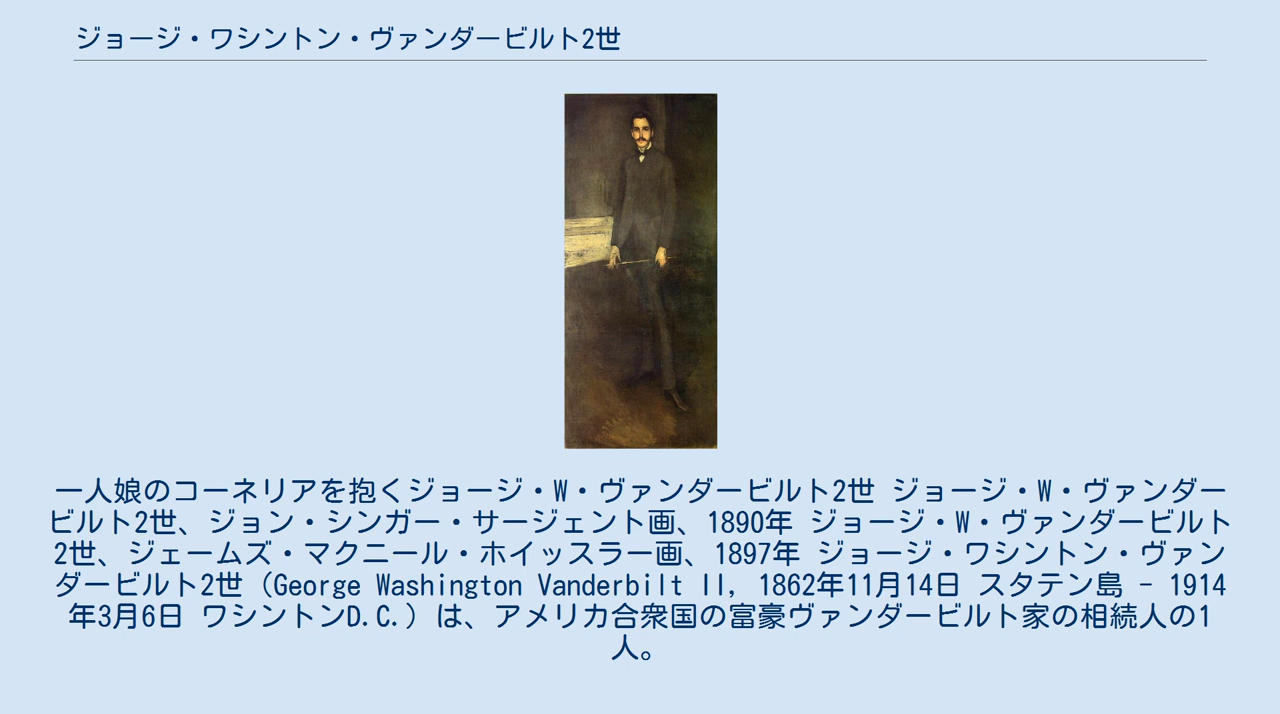 ジョージ・ワシントン・ヴァンダービルト2世
一人娘のコーネリアを抱くジョージ・W・ヴァンダービルト2世 ジョージ・W・ヴァンダー
ビルト2世、ジョン・シンガー・サージェント画、1890年 ジョージ・W・ヴァンダービルト
2世、ジェームズ・マクニール・ホイッスラー画、1897年 ジョージ・ワシントン・ヴァン
ダービルト2世（George Washington Vanderbilt II, 1862年11月14日 スタテン島 - 1914
年3月6日 ワシントンD.C.）は、アメリカ合衆国の富豪ヴァンダービルト家の相続人の1
人。